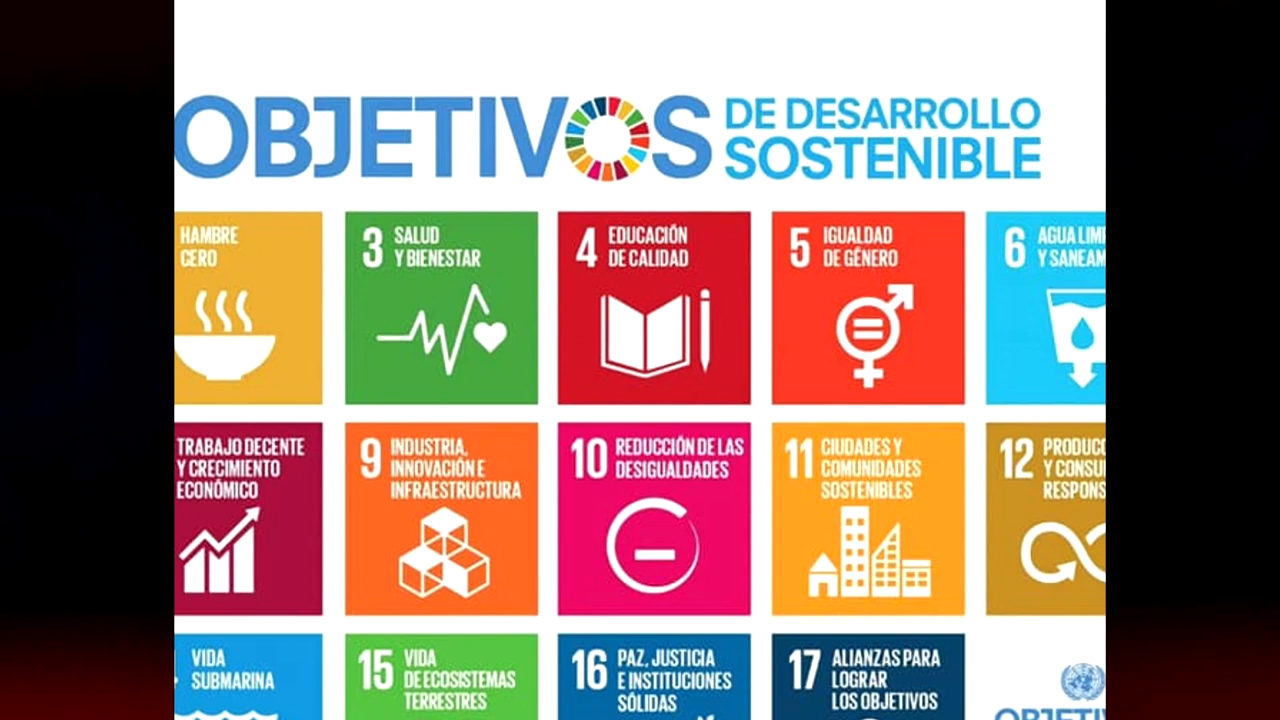 OBJETIVOS
DE DESARROLLO
SOSTENIBLE
HAMBRE
CERO
3 SALUD
Y BIENESTAR
4 EDUCACIÓN
DE CALIDAD
5 IGUALDAD
DE GÉNERO
6 AGUA LIM
Y SANEAM
TRABAJO DECENTE
Y CRECIMIENTO
ECONÓMICO
9 INDUSTRIA,
INNOVACIÓN E
INFRAESTRUCTURA
10 REDUCCIÓN DE LAS
DESIGUALDADES
11 CIUDADES Y
COMUNIDADES
SOSTENIBLES
12 PRODUCC
Y CONSU
RESPONS
VIDA
SUBMARINA
15 VIDA
DE ECOSISTEMAS
TERRESTRES
16 PAZ, JUSTICIA
E INSTITUCIONES
SÓLIDAS
17 ALIANZAS PARA
LOGRAR
LOS OBJETIVOS
OBJETIV